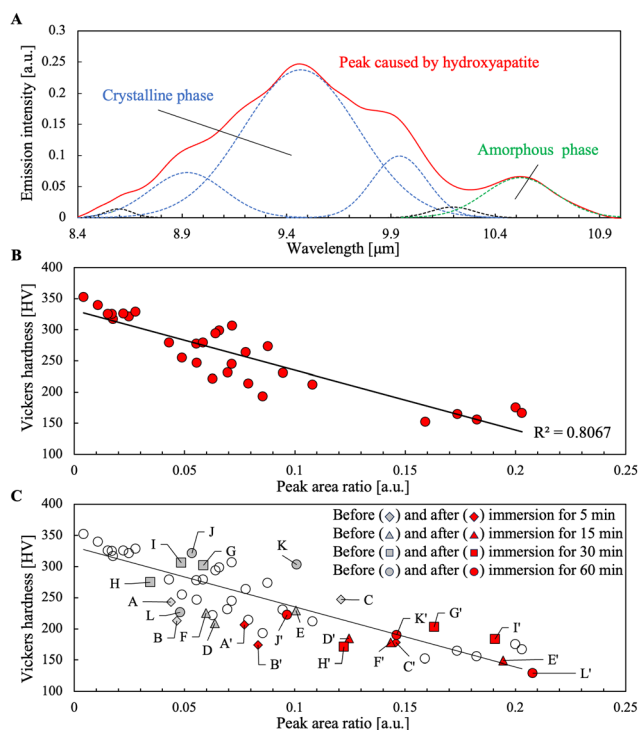 A
0.3
0.25
0.2
0.15
0.1
0.05
0
Emission intensity [a.u.]
Peak caused by hydroxyapatite
Crystalline phase
Amorphous phase
8.4 8.9 9.4 9.9 10.4 10.9
Wavelength [μm]
B
400
350
300
250
200
150
100
Vickers hardness [HV]
R² = 0.8067
0 0.05 0.1 0.15 0.2 0.25
Peak area ratio [a.u.]
C
400
350
300
250
200
150
100
Vickers hardness [HV]
Before ( ) and after ( ) immersion for 5 min
Before ( ) and after ( ) immersion for 15 min
Before ( ) and after ( ) immersion for 30 min
Before ( ) and after ( ) immersion for 60 min
I J G K
H
A C
L
B F D A' J' E K' G'
B' D' H' F' C' I' E' L'
0 0.05 0.1 0.15 0.2 0.25
Peak area ratio [a.u.]